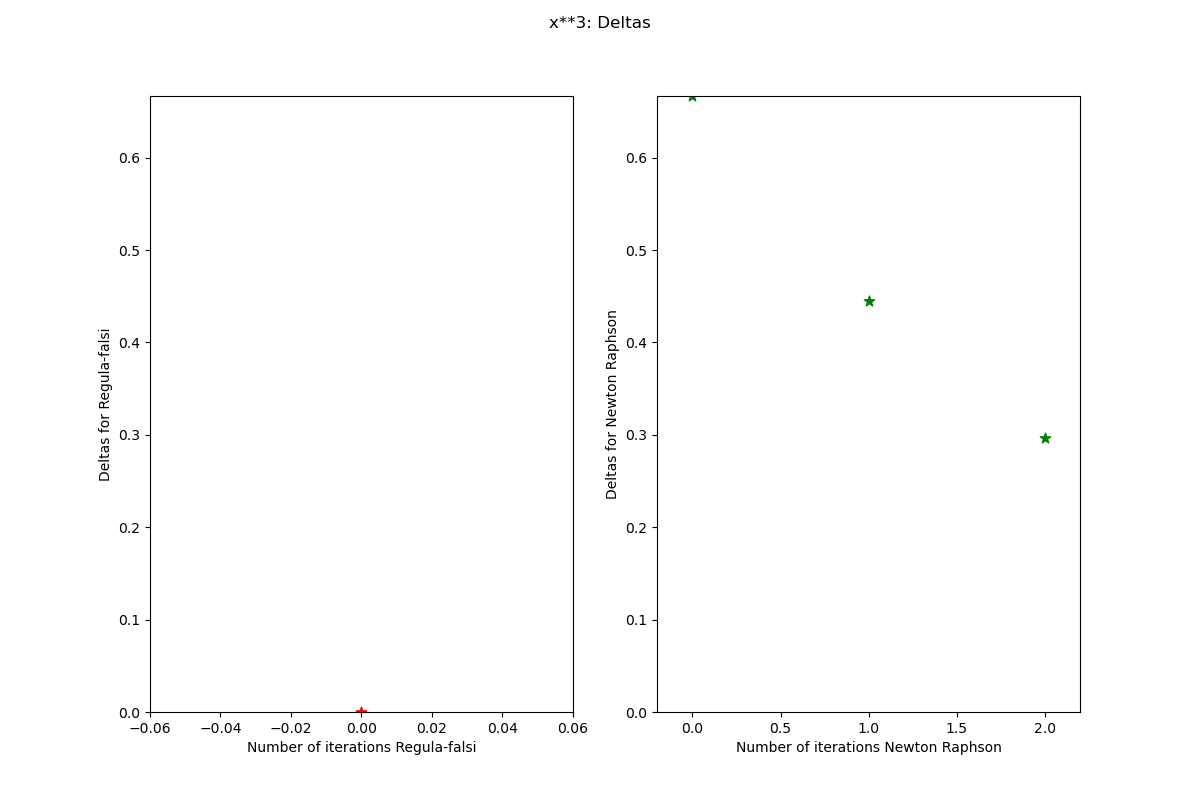 x**3: Deltas
0.6
0.5
0.4
0.3
0.2
0.1
0.0
Deltas for Regula-falsi
−0.06 −0.04 −0.02 0.00 0.02 0.04 0.06
Number of iterations Regula-falsi
0.6
0.5
0.4
0.3
0.2
0.1
0.0
Deltas for Newton Raphson
0.0 0.5 1.0 1.5 2.0
Number of iterations Newton Raphson